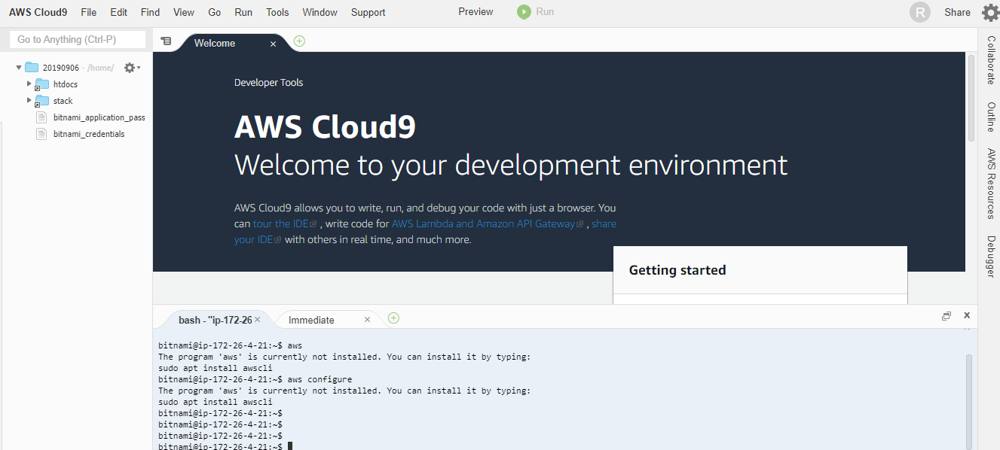 AWS Cloud9 File Edit Find View Go Run Tools Window Support Preview Run R Share
Go to Anything (Ctrl-P)
Welcome
20190906 - /home/
htdocs
stack
bitnami_application_pass
bitnami_credentials
Developer Tools
AWS Cloud9
Welcome to your development environment
AWS Cloud9 allows you to write, run, and debug your code with just a browser. You
can tour the IDE , write code for AWS Lambda and Amazon API Gateway , share
your IDE with others in real time, and much more.
Getting started
Collaborate
Outline
AWS Resources
Debugger
bash - "ip-172-26 Immediate
bitnami@ip-172-26-4-21:~$ aws
The program 'aws' is currently not installed. You can install it by typing:
sudo apt install awscli
bitnami@ip-172-26-4-21:~$ aws configure
The program 'aws' is currently not installed. You can install it by typing:
sudo apt install awscli
bitnami@ip-172-26-4-21:~$
bitnami@ip-172-26-4-21:~$
bitnami@ip-172-26-4-21:~$
bitnami@ip-172-26-4-21:~$